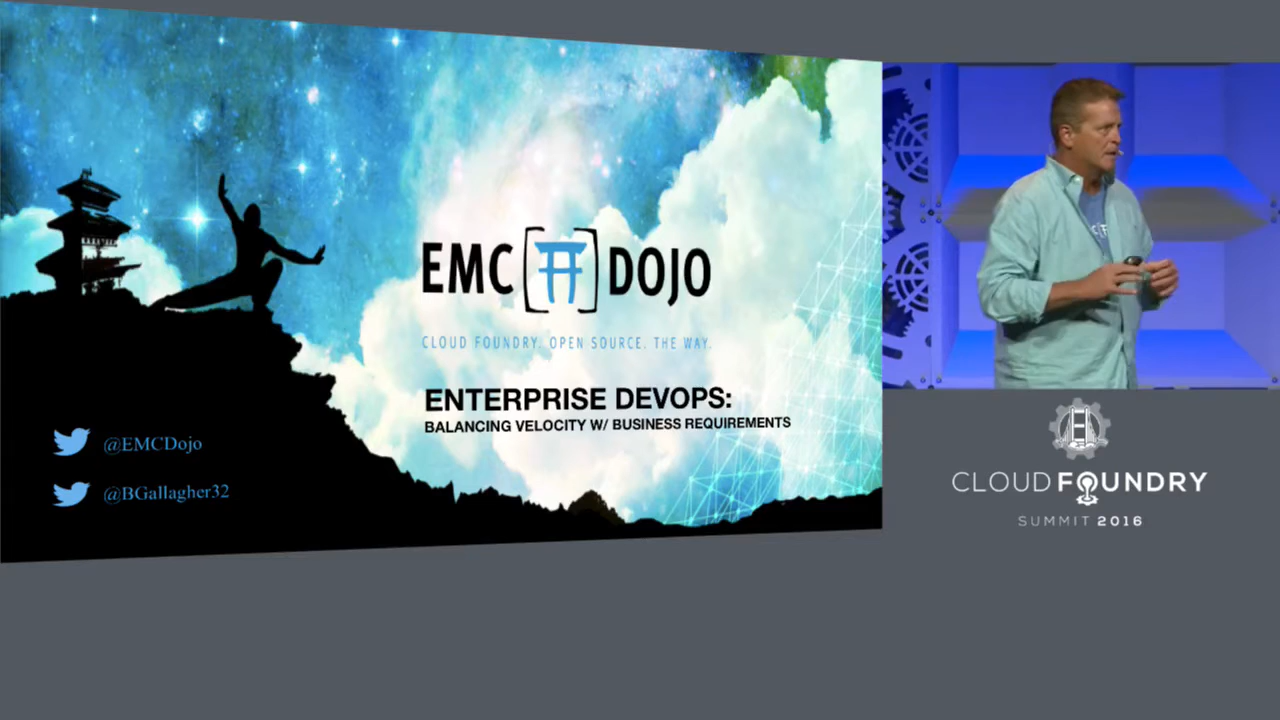 EMC [ ] DOJO
CLOUD FOUNDRY. OPEN SOURCE. THE WAY.
ENTERPRISE DEVOPS:
BALANCING VELOCITY W/ BUSINESS REQUIREMENTS
@EMCDojo
@BGallagher32
CLOUD FOUNDRY
SUMMIT 2016